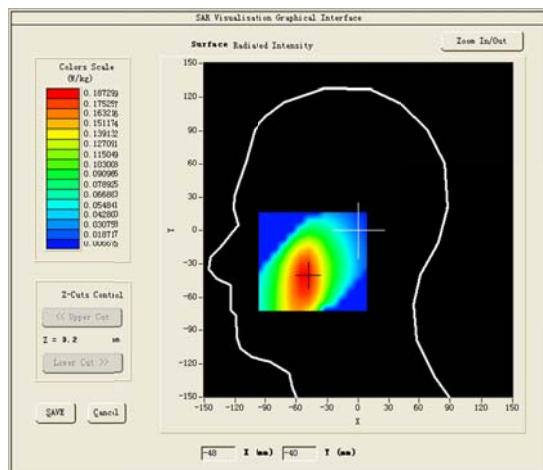 SAR Visualisation Graphical Interface
Surface Radiated Intensity
Zoom In/Out
Colors Scale
(W/kg)
0.187299
0.175257
0.163216
0.151174
0.139132
0.127091
0.115049
0.103008
0.090966
0.078925
0.066883
0.054841
0.042800
0.030758
0.018717
0.006675
150
120
90
60
30
0
-30
-60
-90
-120
-150
Y
-150 -120 -90 -60 -30 0 30 60 90 120 150
X
Z-Cuts Control
<< Upper Cut
Z = 3.2 mm
Lower Cut >>
SAVE
Cancel
-48 X (mm) -40 Y (mm)